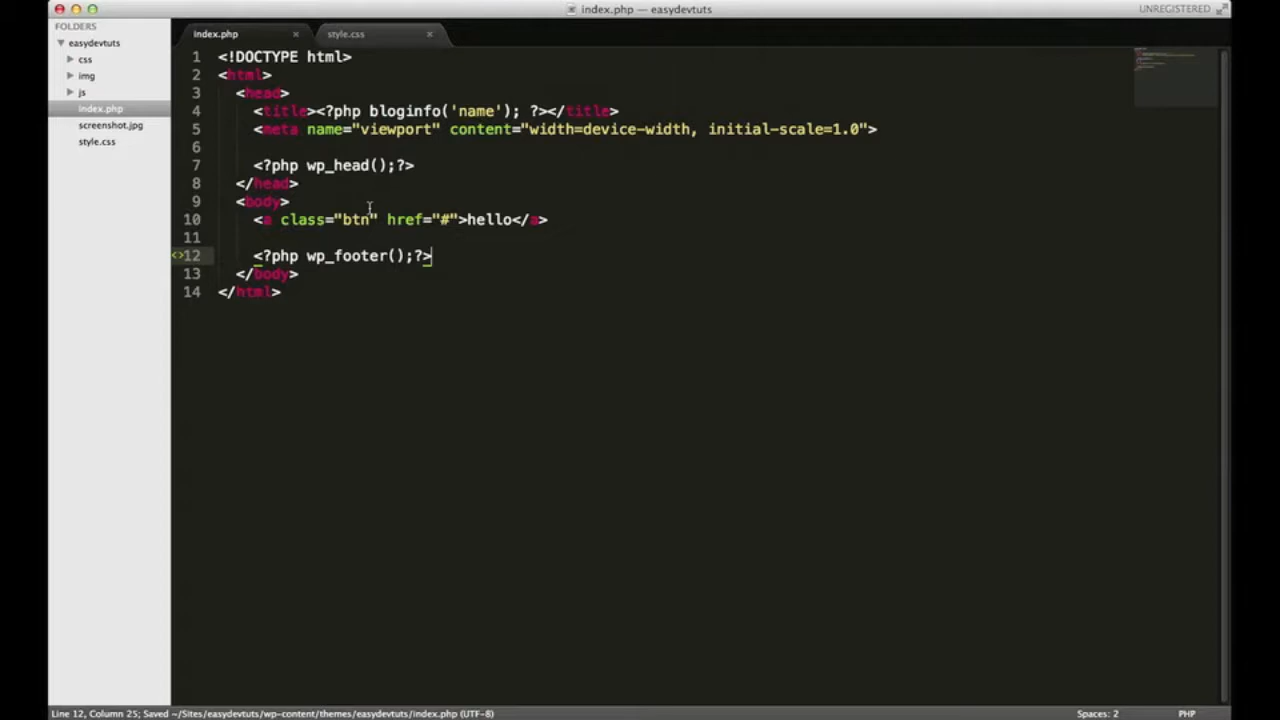 index.php — easydevtuts
UNREGISTERED
FOLDERS
easydevtuts
css
img
js
index.php
screenshot.jpg
style.css
index.php ×
style.css ×
1 <!DOCTYPE html>
2 <html>
3 <head>
4 <title><?php bloginfo('name'); ?></title>
5 <meta name="viewport" content="width=device-width, initial-scale=1.0">
6
7 <?php wp_head();?>
8 </head>
9 <body>
10 <a class="btn" href="#">hello</a>
11
<>12 <?php wp_footer();?>
13 </body>
14 </html>
Line 12, Column 25; Saved ~/Sites/easydevtuts/wp-content/themes/easydevtuts/index.php (UTF-8)
Spaces: 2
PHP